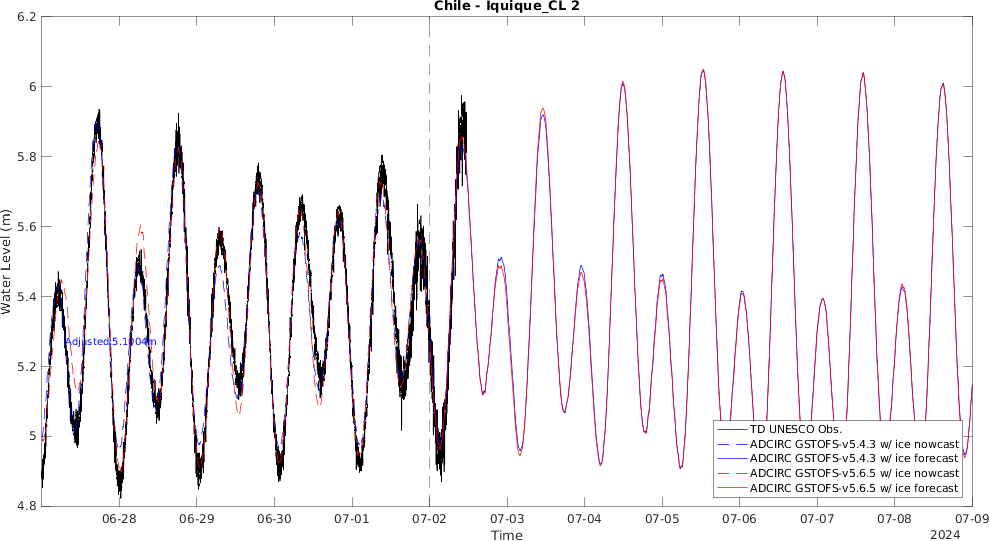 Chile - Iquique_CL 2
6.2
6
5.8
5.6
5.4
5.2
5
4.8
Water Level (m)
Adjusted:5.1004m
TD UNESCO Obs.
ADCIRC GSTOFS-v5.4.3 w/ ice nowcast
ADCIRC GSTOFS-v5.4.3 w/ ice forecast
ADCIRC GSTOFS-v5.6.5 w/ ice nowcast
ADCIRC GSTOFS-v5.6.5 w/ ice forecast
06-28 06-29 06-30 07-01 07-02 07-03 07-04 07-05 07-06 07-07 07-08 07-09
Time
2024